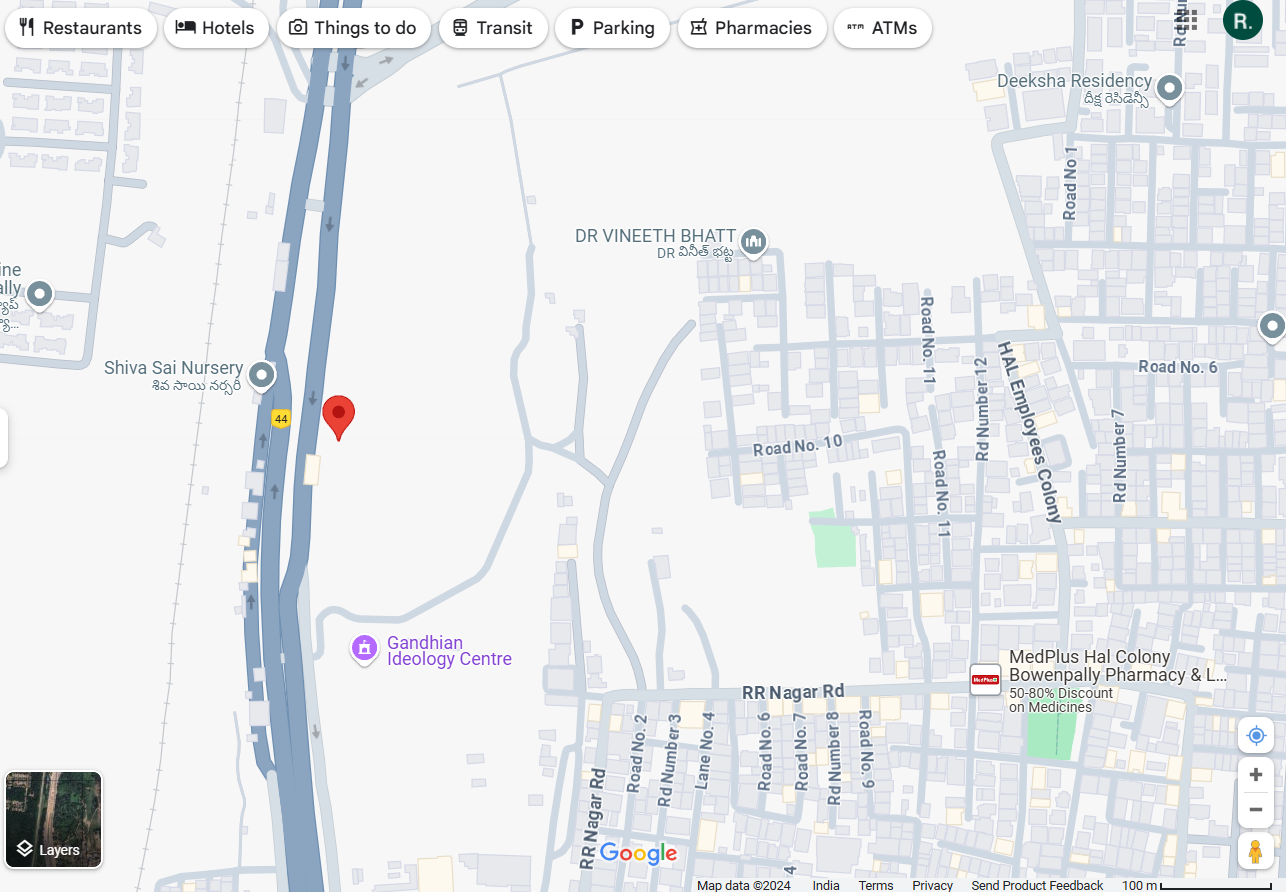 Restaurants
Hotels
Things to do
Transit
Parking
Pharmacies
ATM
ATMs
R.
Deeksha Residency
దీక్ష రెసిడెన్సీ
Road No 1
DR VINEETH BHATT
DR వినీత్ భట్ట
Shiva Sai Nursery
శివ సాయి నర్సరీ
44
Road No. 11
Rd Number 12
HAL Employees Colony
Road No. 6
Rd Number 7
Road No. 10
Road No. 11
Gandhian
Ideology Centre
MedPlus
MedPlus Hal Colony
Bowenpally Pharmacy & L...
50-80% Discount
on Medicines
RR Nagar Rd
Road No. 2
Rd Number 3
Lane No. 4
Road No. 6
Road No. 7
Rd Number 8
Road No. 9
RR Nagar Rd
Layers
Google
Map data ©2024
India
Terms
Privacy
Send Product Feedback
100 m